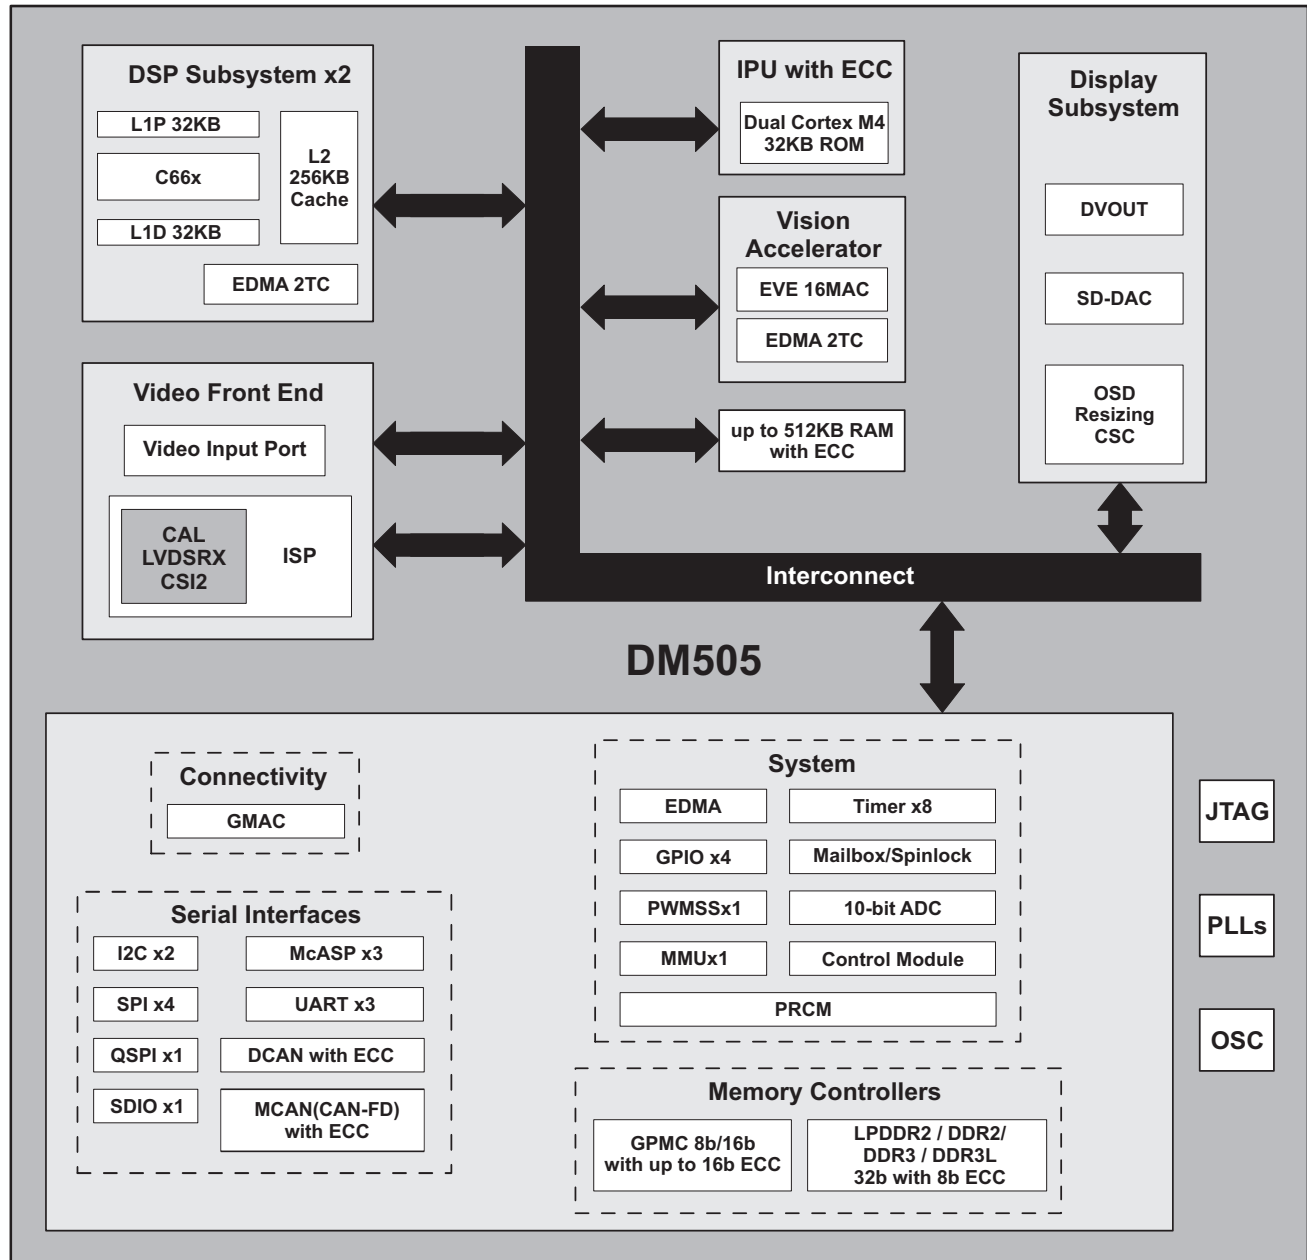 DSP Subsystem x2
L1P 32KB
C66x
L1D 32KB
L2
256KB
Cache
EDMA 2TC
IPU with ECC
Dual Cortex M4
32KB ROM
Vision
Accelerator
EVE 16MAC
EDMA 2TC
up to 512KB RAM
with ECC
Display
Subsystem
DVOUT
SD-DAC
OSD
Resizing
CSC
Video Front End
Video Input Port
CAL
LVDSRX
CSI2
ISP
Interconnect
DM505
Connectivity
GMAC
Serial Interfaces
I2C x2
McASP x3
SPI x4
UART x3
QSPI x1
DCAN with ECC
SDIO x1
MCAN(CAN-FD)
with ECC
System
EDMA
Timer x8
GPIO x4
Mailbox/Spinlock
PWMSSx1
10-bit ADC
MMUx1
Control Module
PRCM
Memory Controllers
GPMC 8b/16b
with up to 16b ECC
LPDDR2 / DDR2/
DDR3 / DDR3L
32b with 8b ECC
JTAG
PLLs
OSC